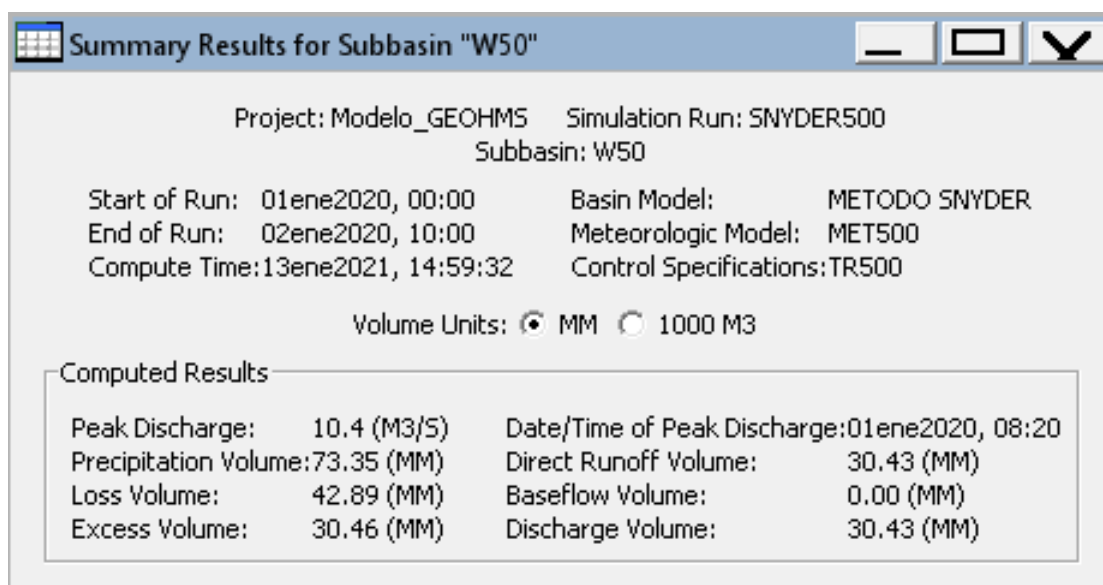 Summary Results for Subbasin "W50"
Project: Modelo_GEOHMS Simulation Run: SNYDER500
Subbasin: W50
Start of Run: 01ene2020, 00:00 Basin Model: METODO SNYDER
End of Run: 02ene2020, 10:00 Meteorologic Model: MET500
Compute Time:13ene2021, 14:59:32 Control Specifications:TR500
Volume Units: MM 1000 M3
Computed Results
Peak Discharge: 10.4 (M3/S) Date/Time of Peak Discharge:01ene2020, 08:20
Precipitation Volume:73.35 (MM) Direct Runoff Volume: 30.43 (MM)
Loss Volume: 42.89 (MM) Baseflow Volume: 0.00 (MM)
Excess Volume: 30.46 (MM) Discharge Volume: 30.43 (MM)